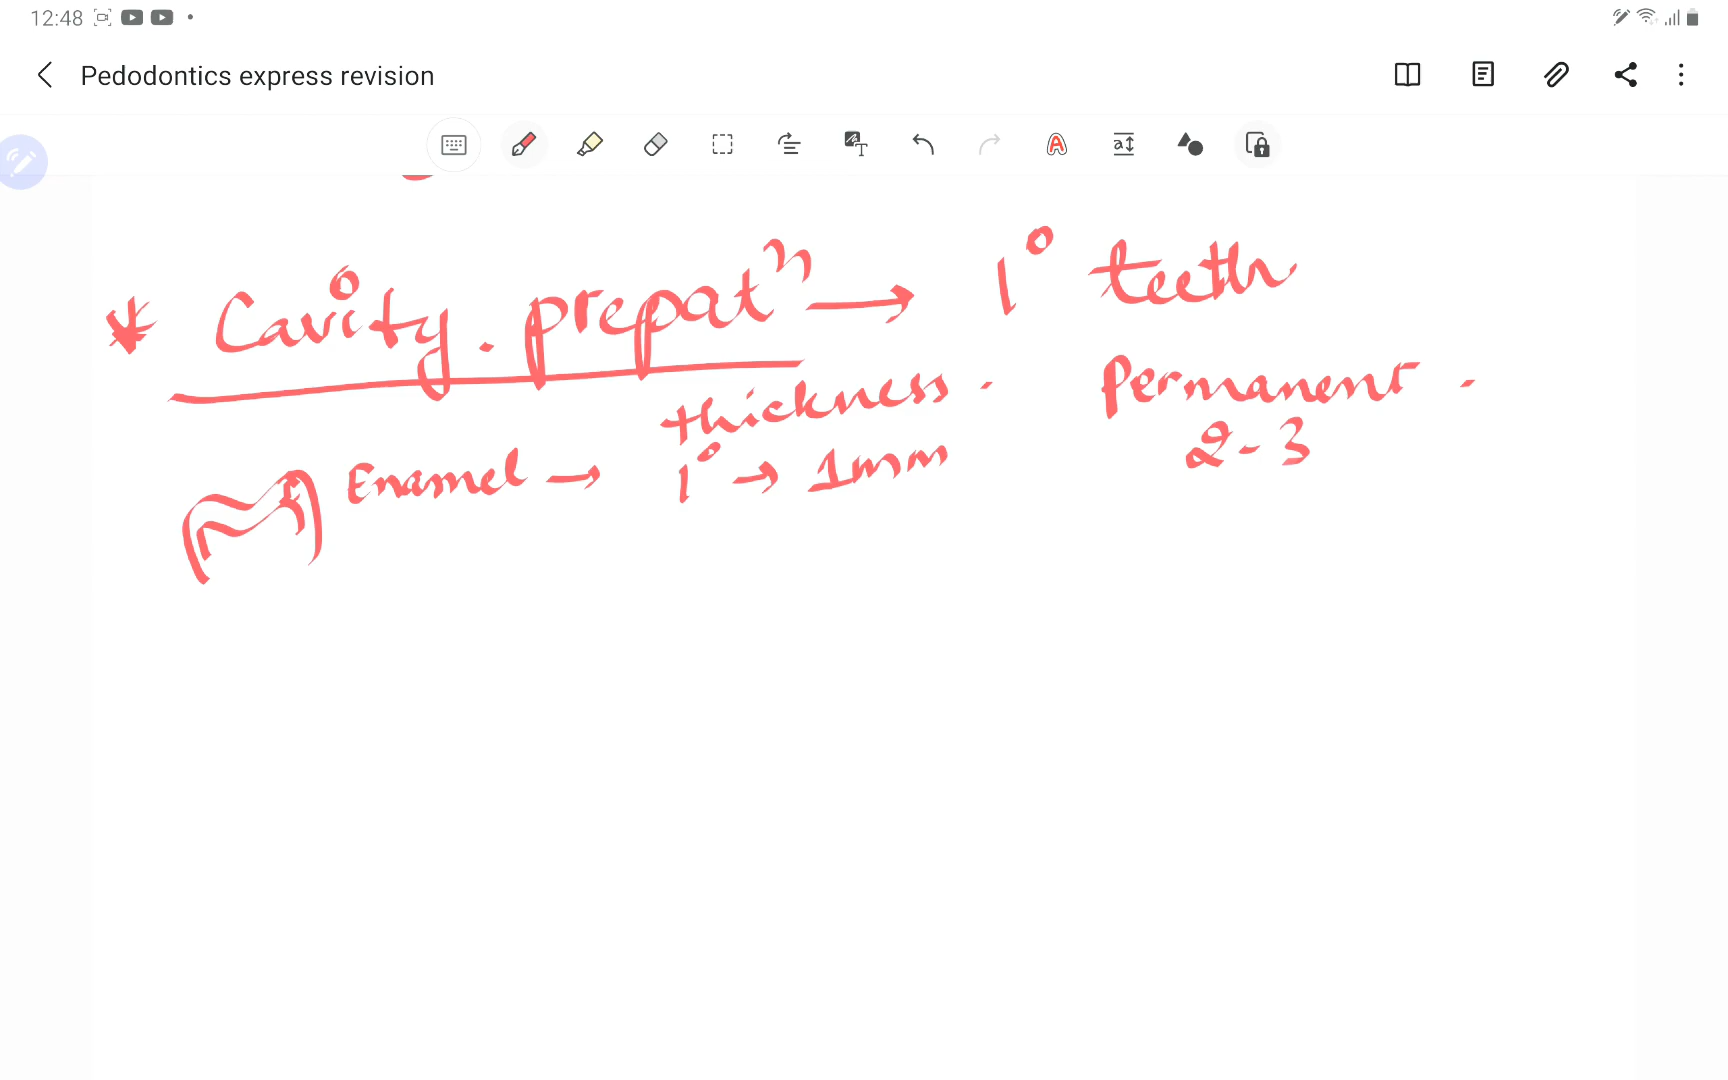 12:48
Pedodontics express revision
* Cavity. prepatn → 1° teeth
thickness. Permanent.
Enamel → 1° → 1mm 2-3